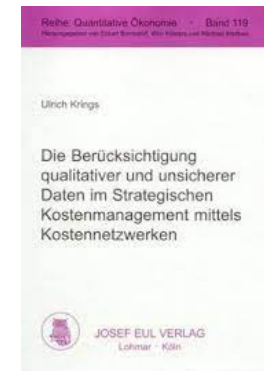 Reihe: Quantitative Ökonomie · Band 119
Herausgegeben von Eckart Bomsdorf, Wim Kösters und Winfried Matthes
Ulrich Krings
Die Berücksichtigung
qualitativer und unsicherer
Daten im Strategischen
Kostenmanagement mittels
Kostennetzwerken
JOSEF EUL VERLAG
Lohmar · Köln